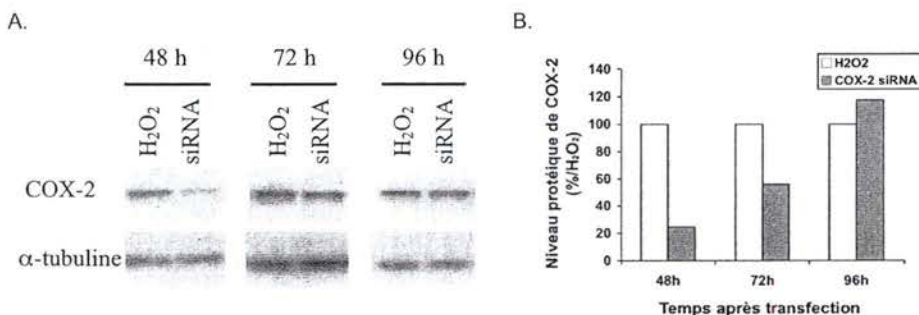 A.
48 h 72 h 96 h
H₂O₂ siRNA H₂O₂ siRNA H₂O₂ siRNA
COX-2
α-tubuline
B.
H2O2
COX-2 siRNA
Niveau protéique de COX-2
(%/H₂O₂)
140
120
100
80
60
40
20
0
48h 72h 96h
Temps après transfection